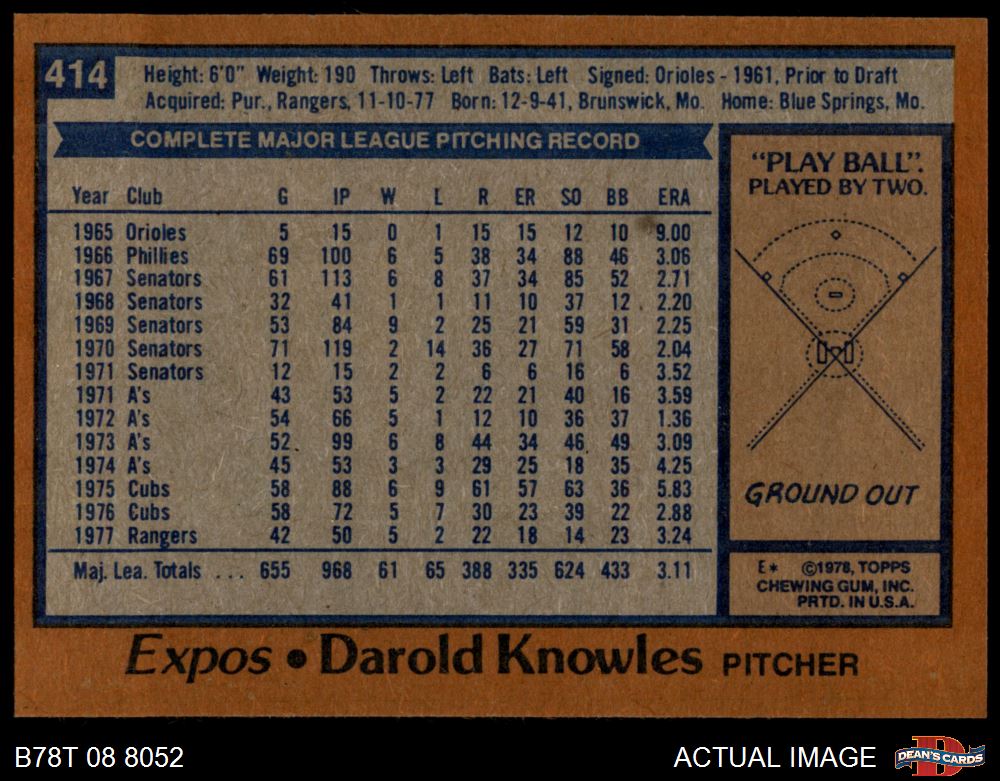 414
Height: 6'0" Weight: 190 Throws: Left Bats: Left Signed: Orioles - 1961, Prior to Draft
Acquired: Pur., Rangers, 11-10-77 Born: 12-9-41, Brunswick, Mo. Home: Blue Springs, Mo.
COMPLETE MAJOR LEAGUE PITCHING RECORD
Year Club G IP W L R ER SO BB ERA
1965 Orioles 5 15 0 1 15 15 12 10 9.00
1966 Phillies 69 100 6 5 38 34 88 46 3.06
1967 Senators 61 113 6 8 37 34 85 52 2.71
1968 Senators 32 41 1 1 11 10 37 12 2.20
1969 Senators 53 84 9 2 25 21 59 31 2.25
1970 Senators 71 119 2 14 36 27 71 58 2.04
1971 Senators 12 15 2 2 6 6 16 6 3.52
1971 A's 43 53 5 2 22 21 40 16 3.59
1972 A's 54 66 5 1 12 10 36 37 1.36
1973 A's 52 99 6 8 44 34 46 49 3.09
1974 A's 45 53 3 3 29 25 18 35 4.25
1975 Cubs 58 88 6 9 61 57 63 36 5.83
1976 Cubs 58 72 5 7 30 23 39 22 2.88
1977 Rangers 42 50 5 2 22 18 14 23 3.24
Maj. Lea. Totals ... 655 968 61 65 388 335 624 433 3.11
"PLAY BALL".
PLAYED BY TWO.
GROUND OUT
E* ©1978, TOPPS
CHEWING GUM, INC.
PRTD. IN U.S.A.
Expos • Darold Knowles PITCHER
B78T 08 8052
ACTUAL IMAGE
D
DEAN'S CARDS